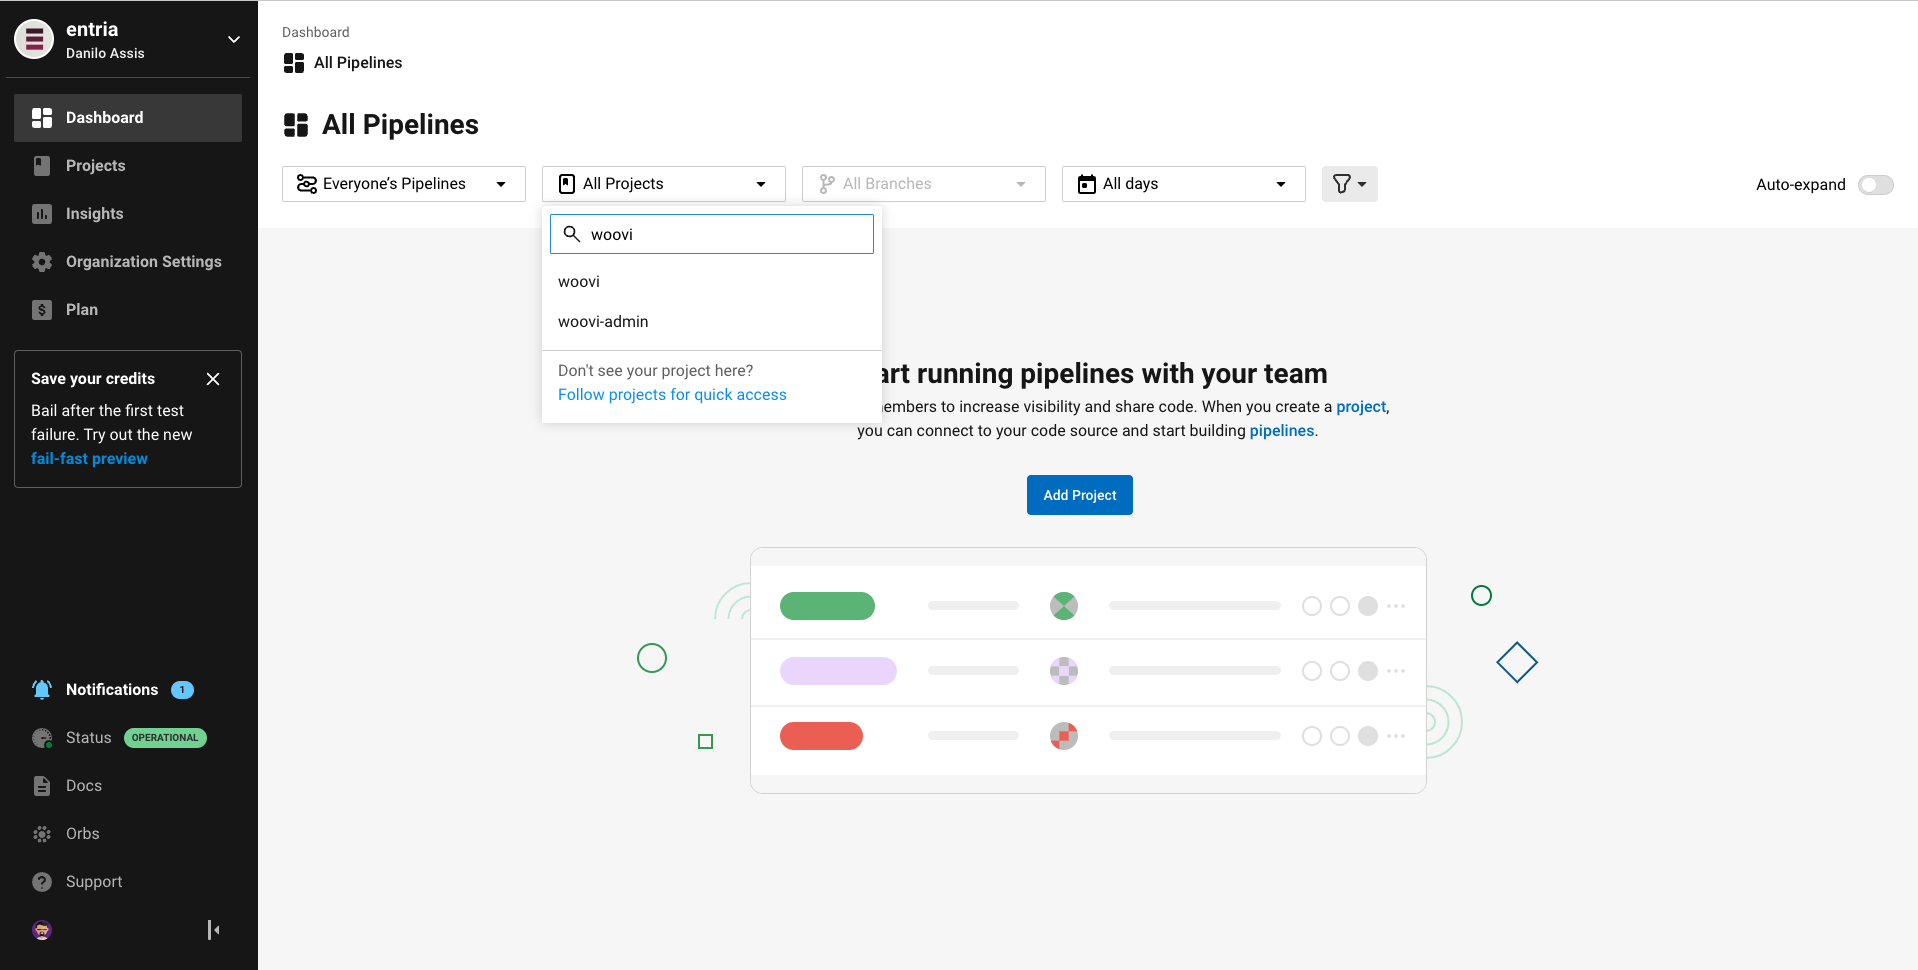 entria
Danilo Assis
Dashboard
Projects
Insights
Organization Settings
Plan
Save your credits
Bail after the first test
failure. Try out the new
fail-fast preview
Notifications 1
Status OPERATIONAL
Docs
Orbs
Support
Dashboard
All Pipelines
All Pipelines
Everyone’s Pipelines
All Projects
All Branches
All days
Auto-expand
woovi
woovi
woovi-admin
Don't see your project here?
Follow projects for quick access
art running pipelines with your team
members to increase visibility and share code. When you create a project,
you can connect to your code source and start building pipelines.
Add Project